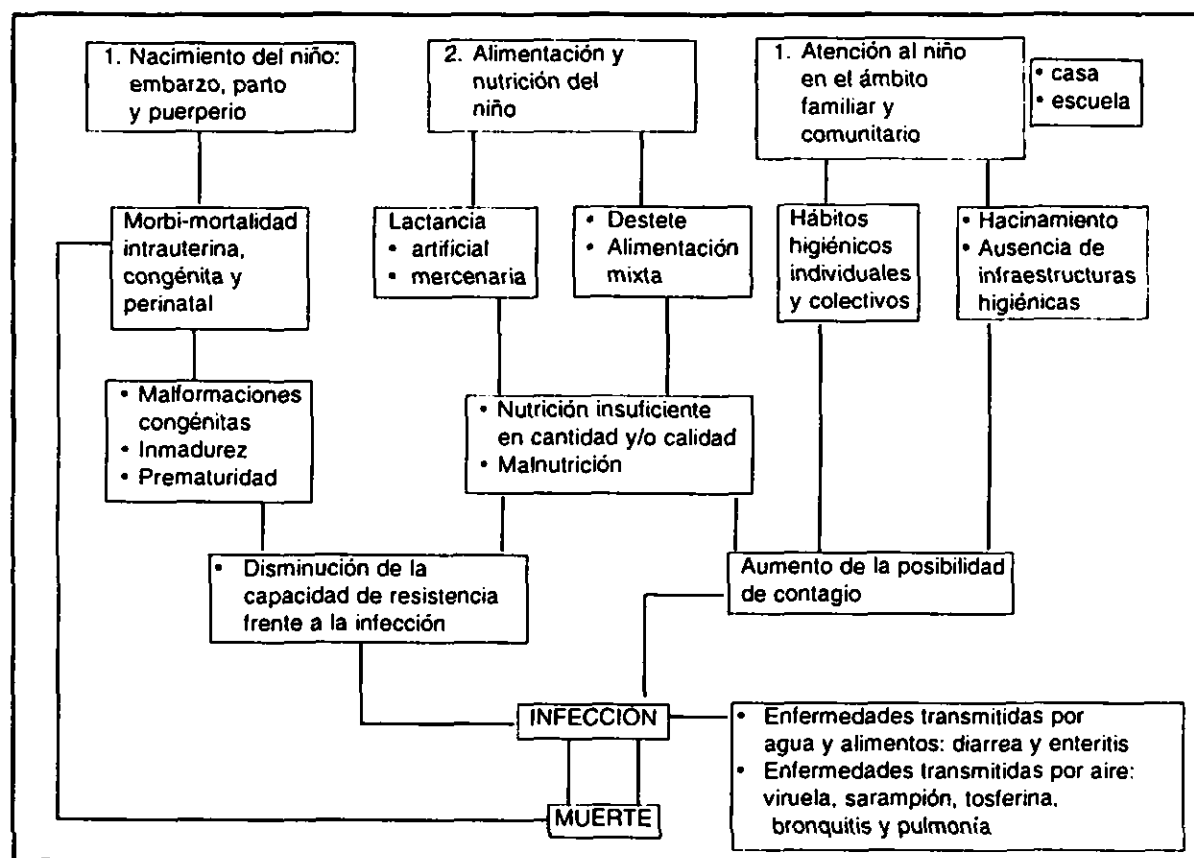 1. Nacimiento del niño:
embarzo, parto
y puerperio
2. Alimentación y
nutrición del
niño
1. Atención al niño
en el ámbito
familiar y
comunitario
• casa
• escuela
Morbi-mortalidad
intrauterina,
congénita y
perinatal
Lactancia
• artificial
• mercenaria
• Destete
• Alimentación
mixta
Hábitos
higiénicos
individuales
y colectivos
• Hacinamiento
• Ausencia de
infraestructuras
higiénicas
• Malformaciones
congénitas
• Inmadurez
• Prematuridad
• Nutrición insuficiente
en cantidad y/o calidad
• Malnutrición
• Disminución de la
capacidad de resistencia
frente a la infección
Aumento de la posibilidad
de contagio
INFECCION
• Enfermedades transmitidas por
agua y alimentos: diarrea y enteritis
• Enfermedades transmitidas por aire:
viruela, sarampión, tosferina,
bronquitis y pulmonía
MUERTE